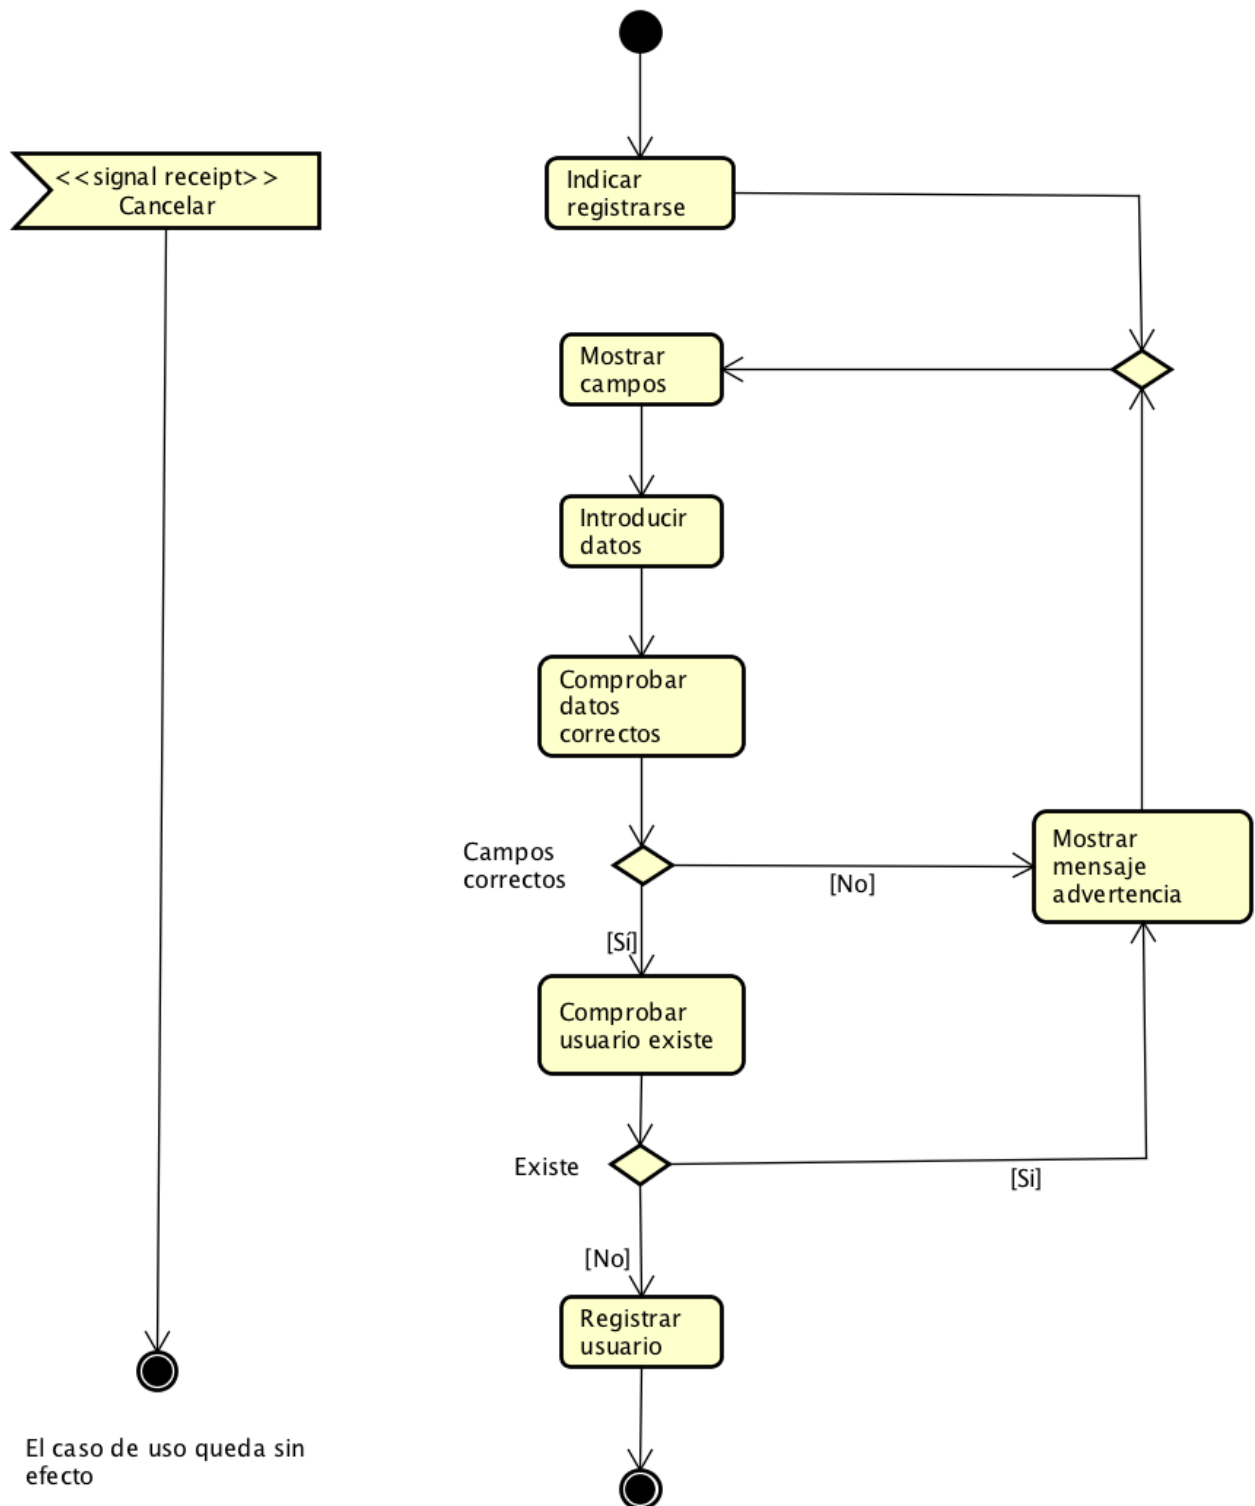 <<signal receipt>>
Cancelar
Indicar
registrarse
Mostrar
campos
Introducir
datos
Comprobar
datos
correctos
Campos
correctos
[No]
Mostrar
mensaje
advertencia
[Sí]
Comprobar
usuario existe
Existe
[Si]
[No]
Registrar
usuario
El caso de uso queda sin
efecto